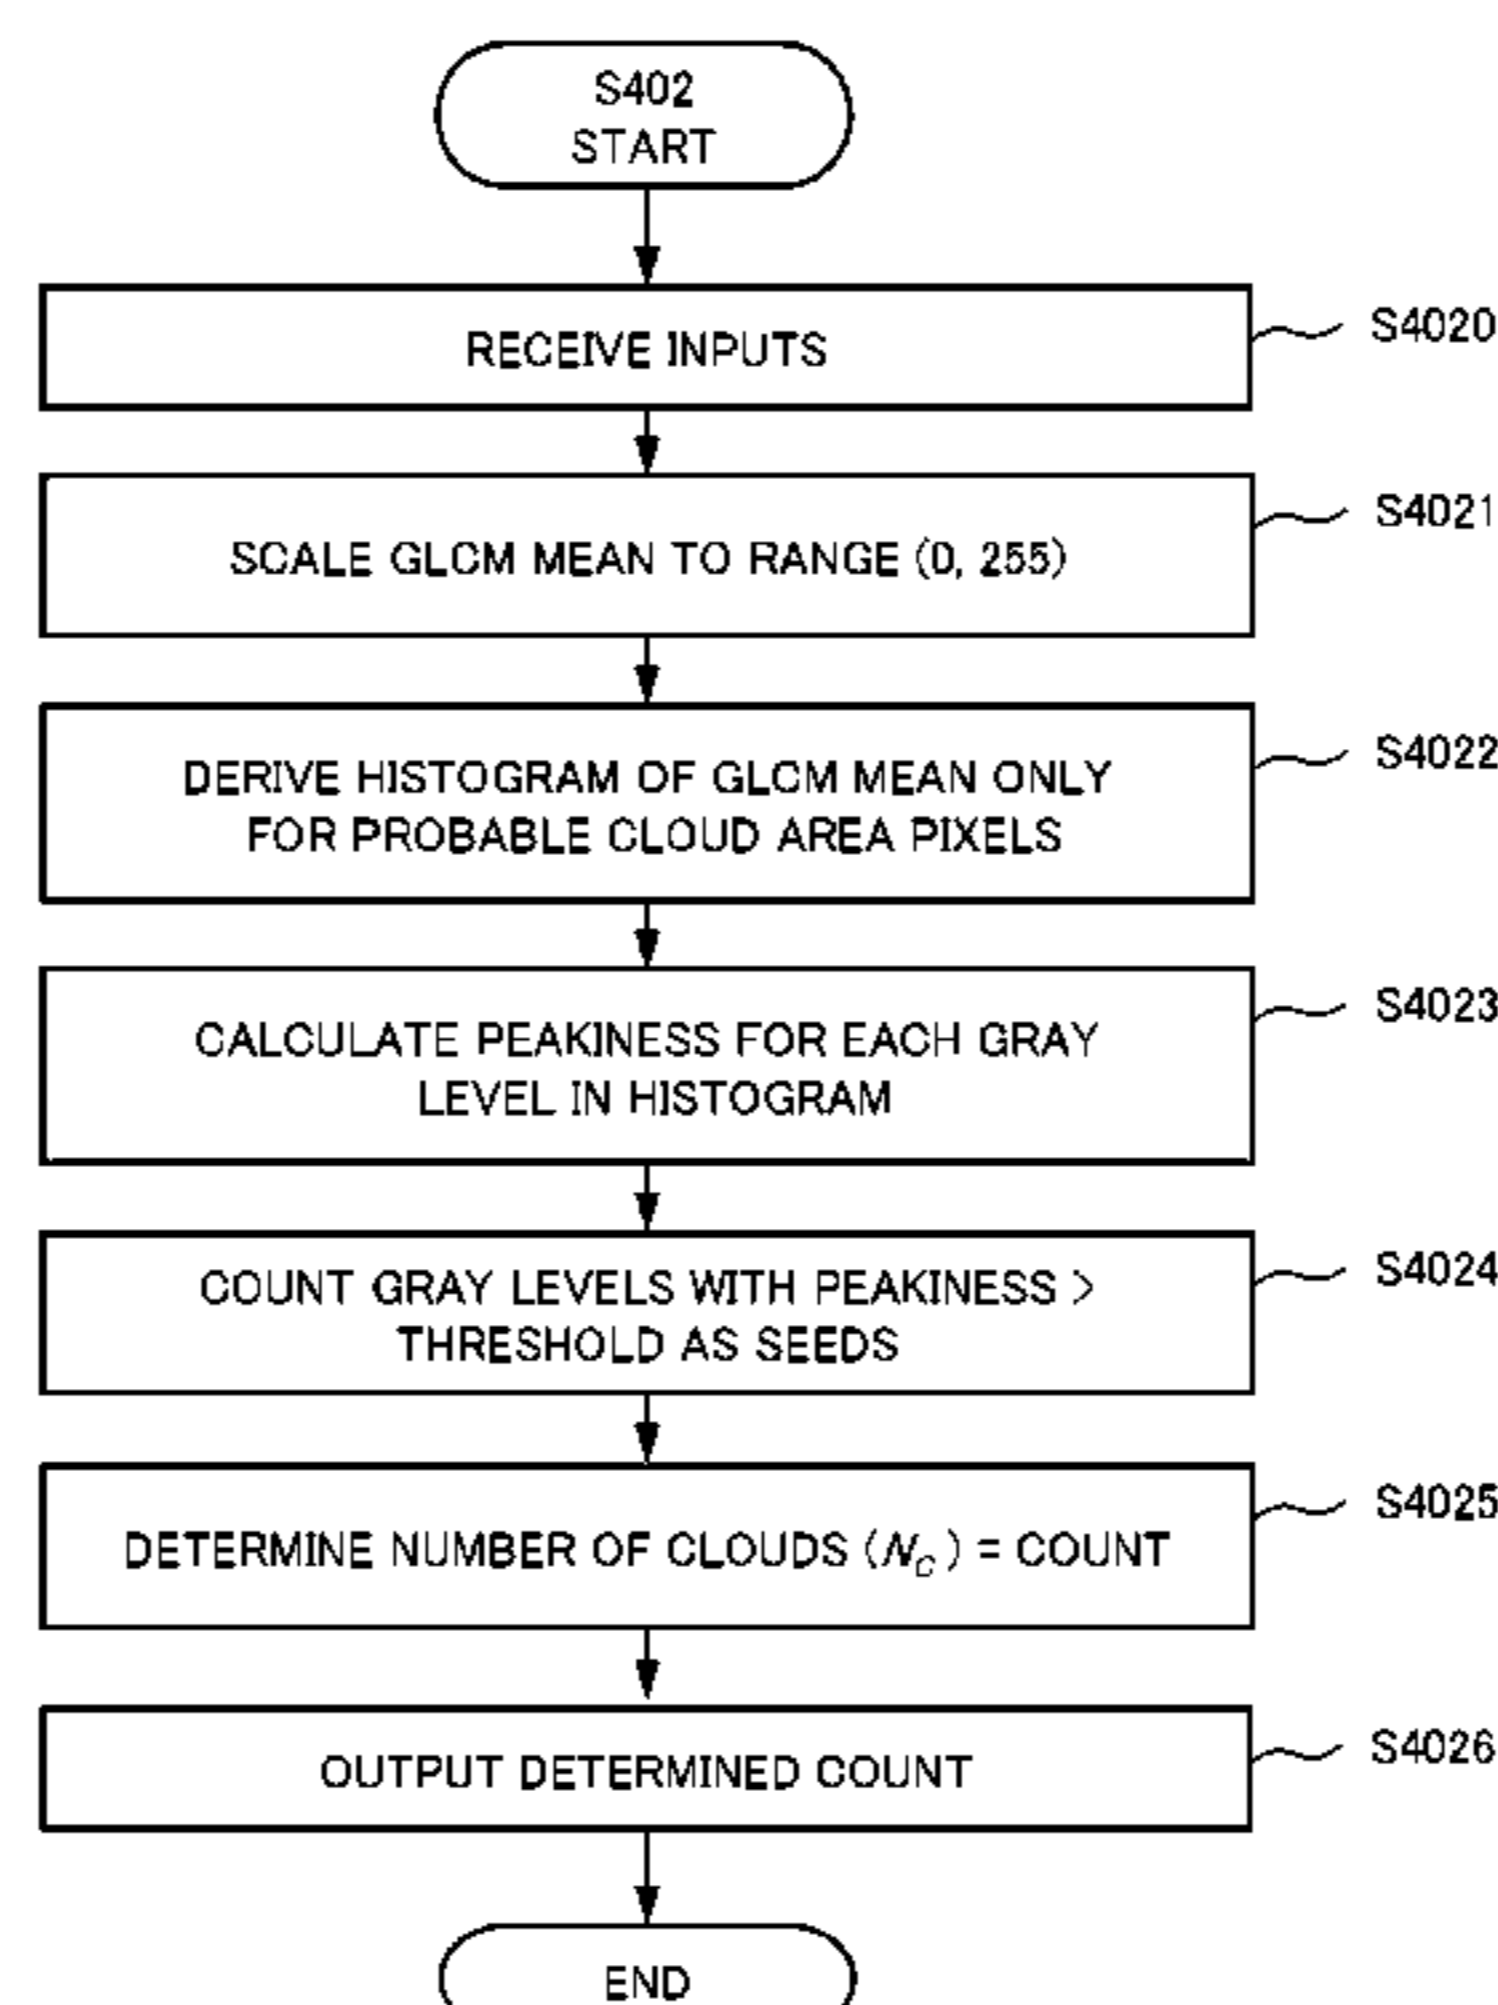 S402
START
RECEIVE INPUTS
S4020
SCALE GLCM MEAN TO RANGE (0, 255)
S4021
DERIVE HISTOGRAM OF GLCM MEAN ONLY
FOR PROBABLE CLOUD AREA PIXELS
S4022
CALCULATE PEAKINESS FOR EACH GRAY
LEVEL IN HISTOGRAM
S4023
COUNT GRAY LEVELS WITH PEAKINESS >
THRESHOLD AS SEEDS
S4024
DETERMINE NUMBER OF CLOUDS (N_C) = COUNT
S4025
OUTPUT DETERMINED COUNT
S4026
END